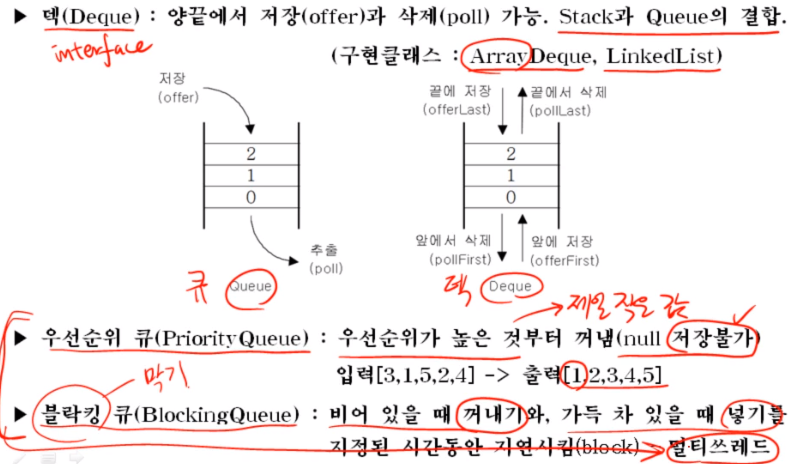 ▶ 덱(Deque) : 양끝에서 저장(offer)과 삭제(poll) 가능. Stack과 Queue의 결합.
interface
(구현클래스 : ArrayDeque, LinkedList)
저장
(offer)
2
1
0
추출
(poll)
큐 Queue
끝에 저장
(offerLast)
끝에서 삭제
(pollLast)
2
1
0
앞에서 삭제
(pollFirst)
앞에 저장
(offerFirst)
덱 Deque
제일 작은 값
▶ 우선순위 큐(PriorityQueue) : 우선순위가 높은 것부터 꺼냄(null 저장불가)
입력[3,1,5,2,4] -> 출력[1,2,3,4,5]
막기
▶ 블락킹 큐(BlockingQueue) : 비어 있을 때 꺼내기와, 가득 차 있을 때 넣기를
지정된 시간동안 지연시킴(block) - 멀티쓰레드